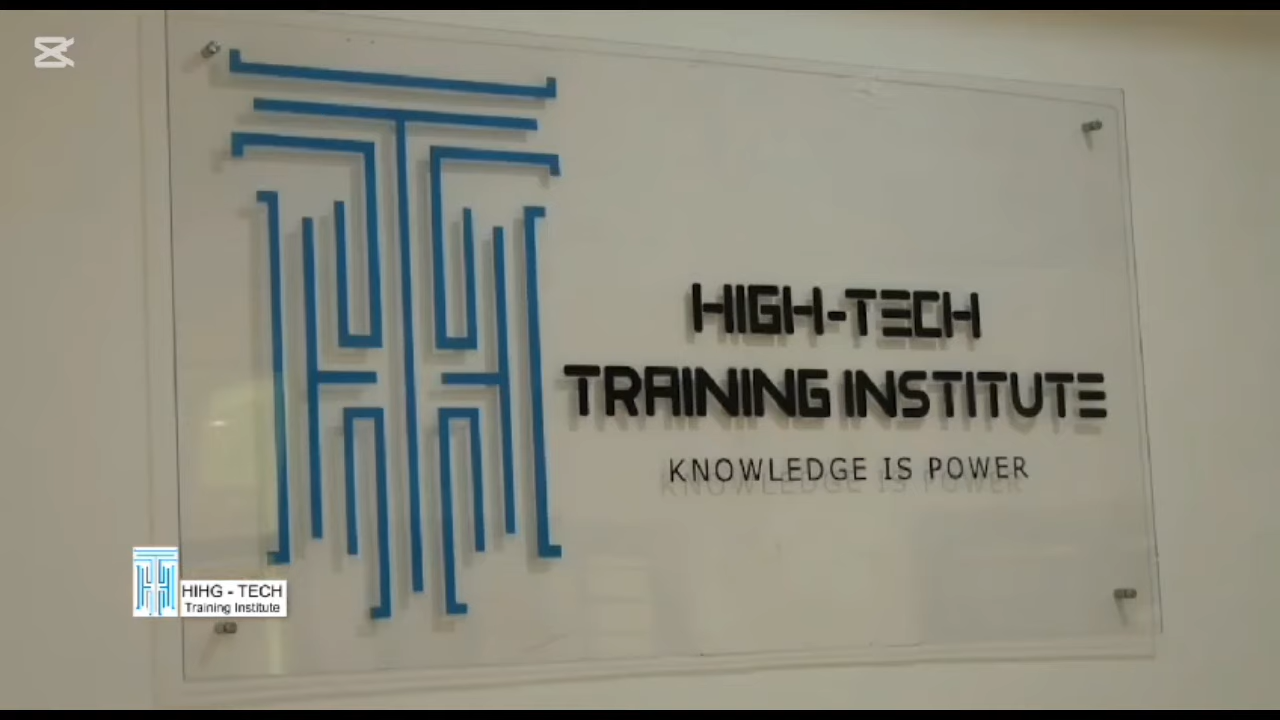 HIGH-TECH
TRAINING INSTITUTE
KNOWLEDGE IS POWER
HIHG - TECH
Training Institute